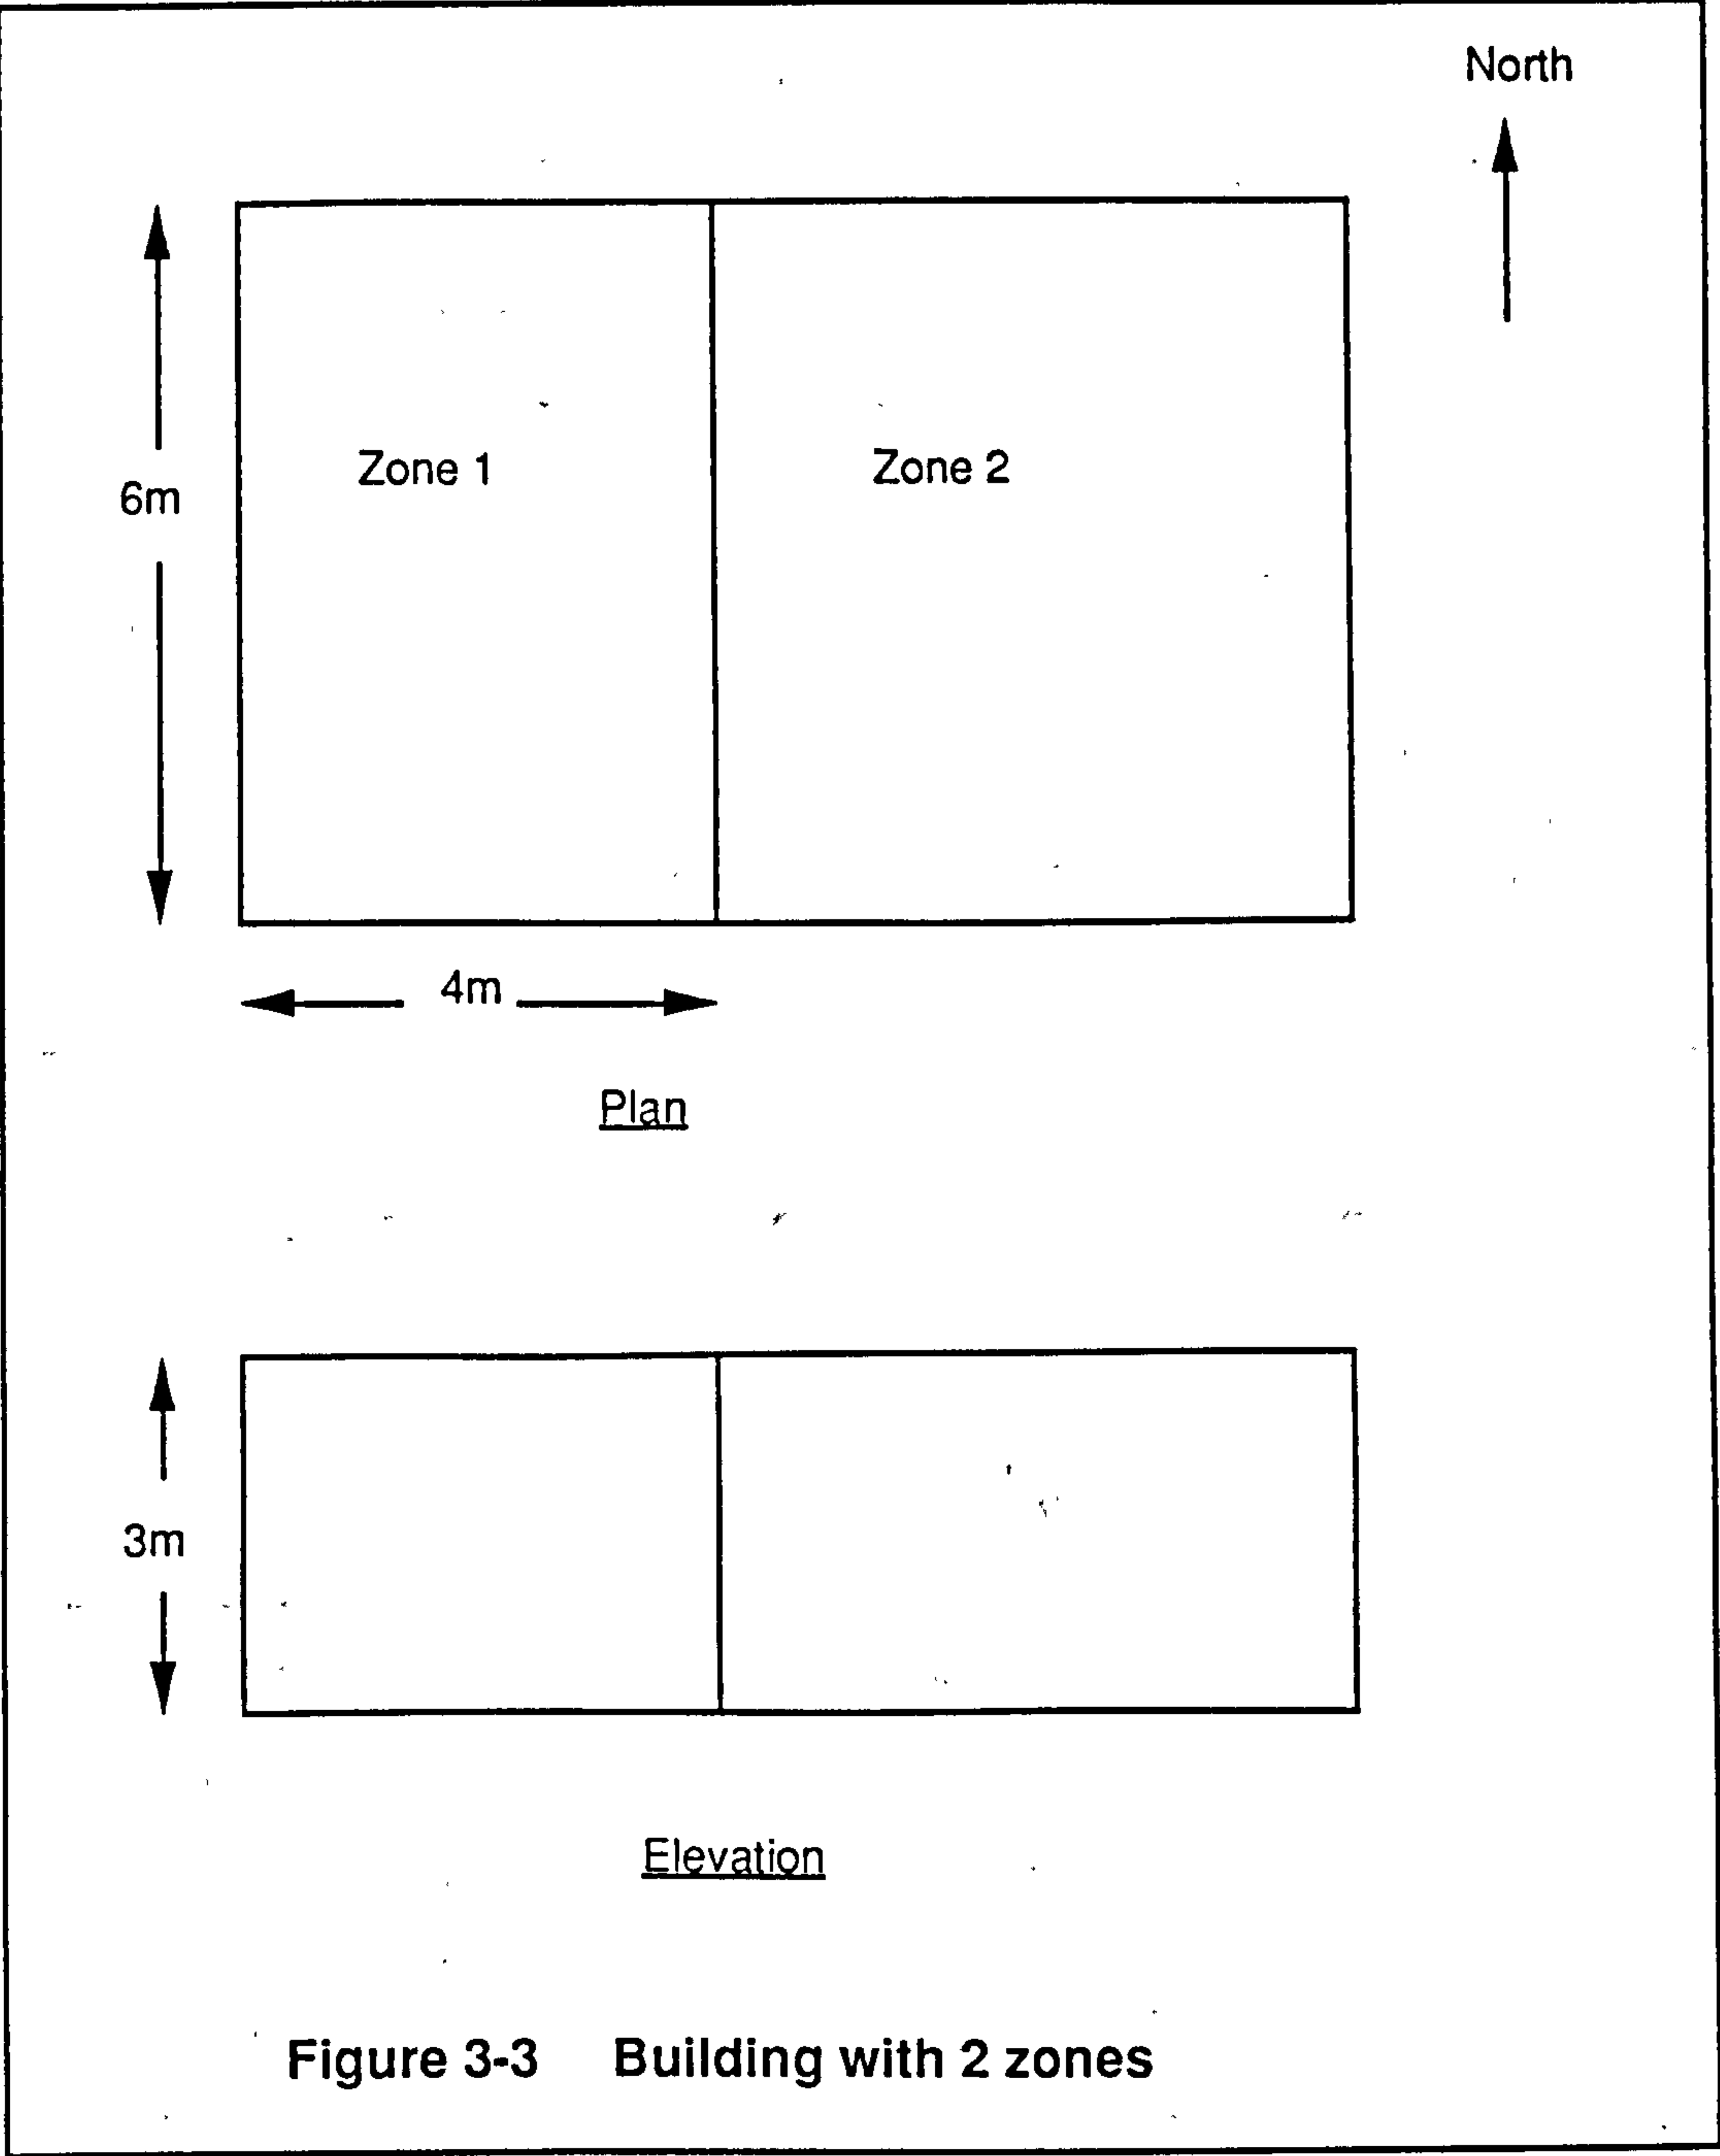 North
Zone 1
Zone 2
6m
4m
Plan
3m
Elevation
Figure 3-3 Building with 2 zones